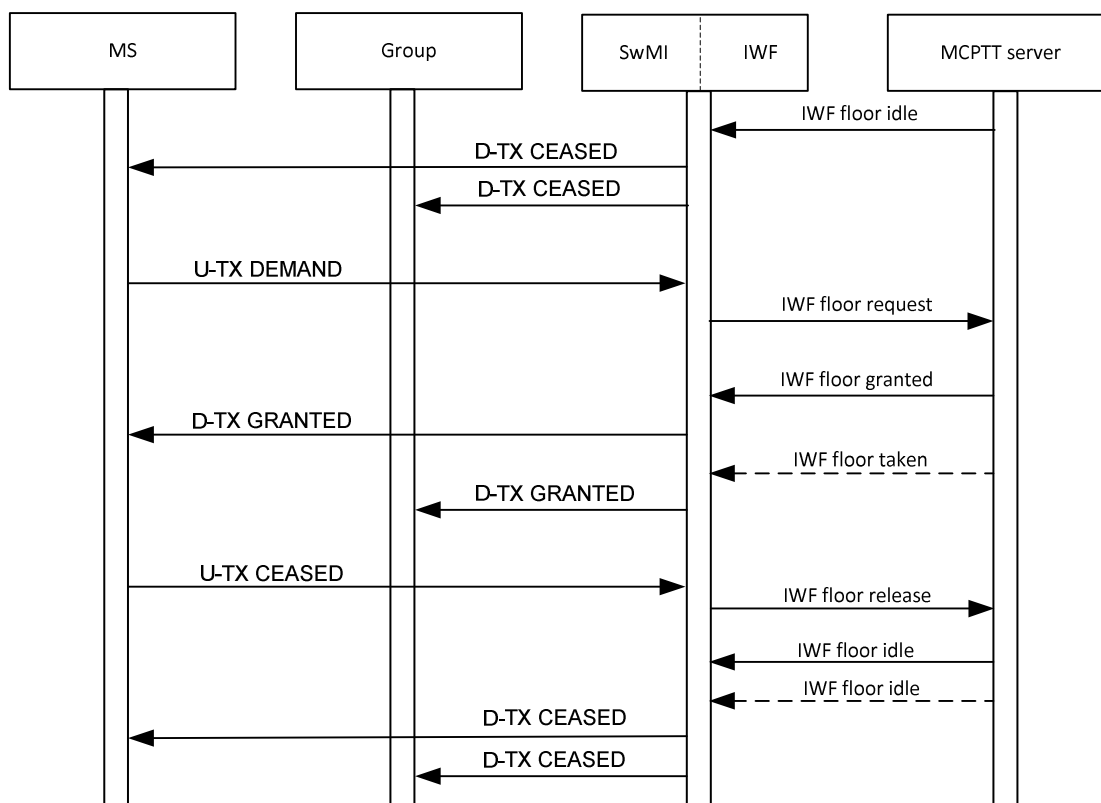 MS
Group
SwMI
IWF
MCPTT server
IWF floor idle
D-TX CEASED
D-TX CEASED
U-TX DEMAND
IWF floor request
IWF floor granted
D-TX GRANTED
IWF floor taken
D-TX GRANTED
U-TX CEASED
IWF floor release
IWF floor idle
IWF floor idle
D-TX CEASED
D-TX CEASED